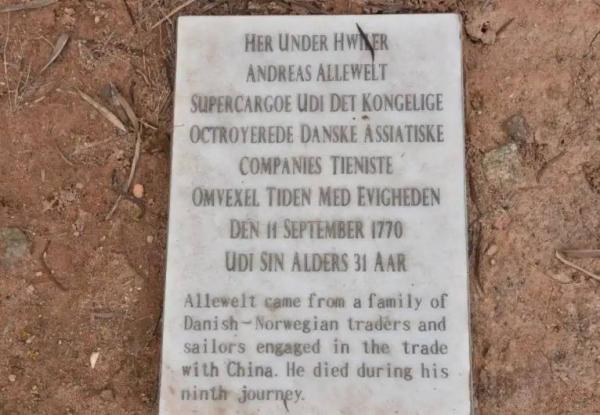 HER UNDER HWILER
ANDREAS ALLEWELT
SUPERCARGOE UDI DET KONGELIGE
OCTROYEREDE DANSKE ASSIATISKE
COMPANIES TIENISTE
OMVEXEL TIDEN MED EVIGHEDEN
DEN 11 SEPTEMBER 1770
UDI SIN ALDERS 31 AAR
Allewelt came from a family of
Danish-Norwegian traders and
sailors engaged in the trade
with China. He died during his
ninth journey.